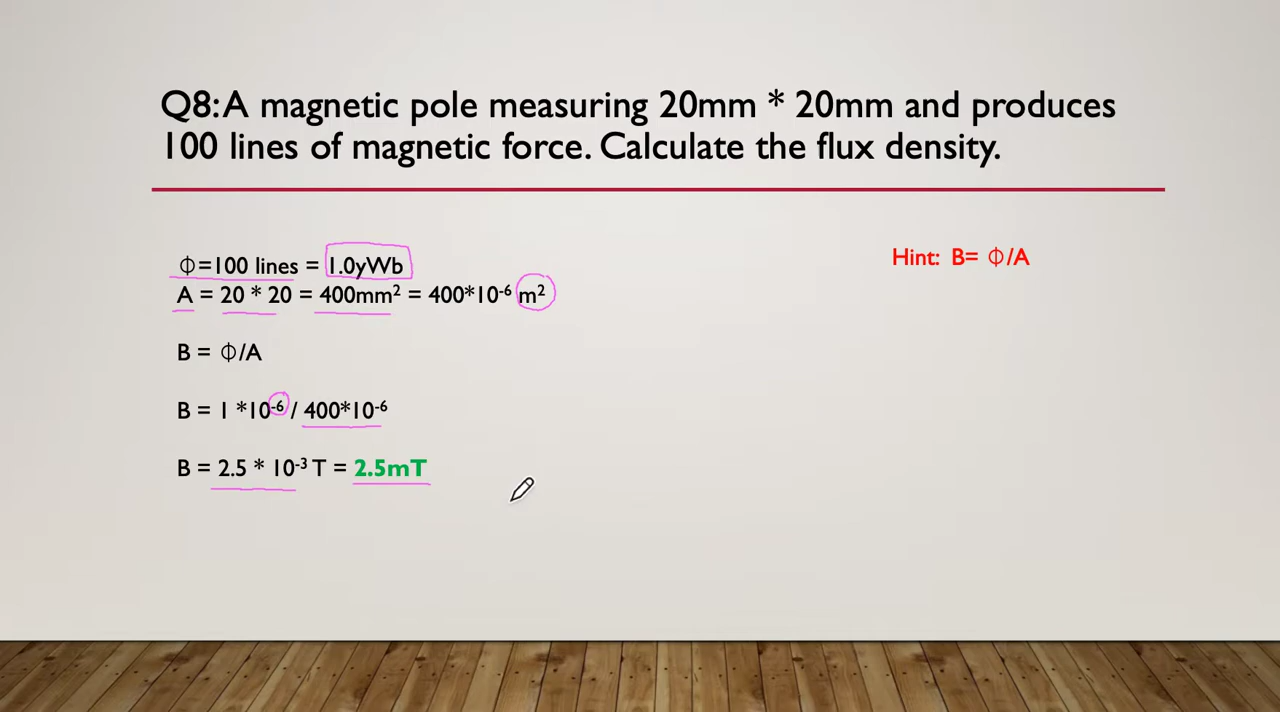 Q8: A magnetic pole measuring 20mm * 20mm and produces
100 lines of magnetic force. Calculate the flux density.
Hint: B= Φ/A
Φ=100 lines = 1.0yWb
A = 20 * 20 = 400mm² = 400*10⁻⁶ m²
B = Φ/A
B = 1 *10⁻⁶ / 400*10⁻⁶
B = 2.5 * 10⁻³ T = 2.5mT